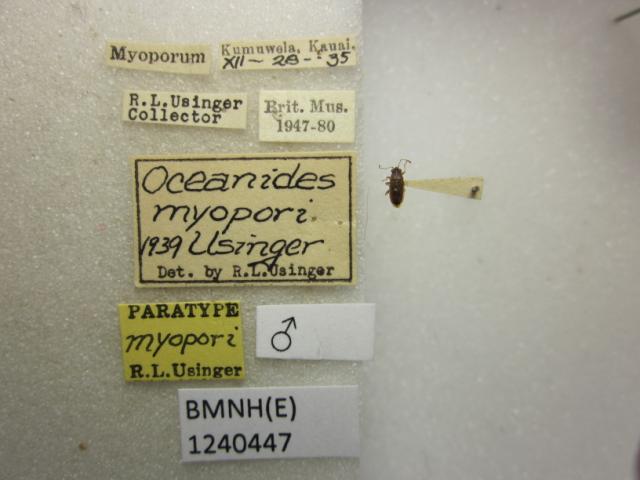 Myoporum
Kumuwela, Kauai.
XII-28-35
R.L.Usinger
Collector
Brit. Mus.
1947-80
Oceanides
myopori
1939 Usinger
Det. by R.L.Usinger
PARATYPE
myopori
R.L.Usinger
♂
BMNH(E)
1240447